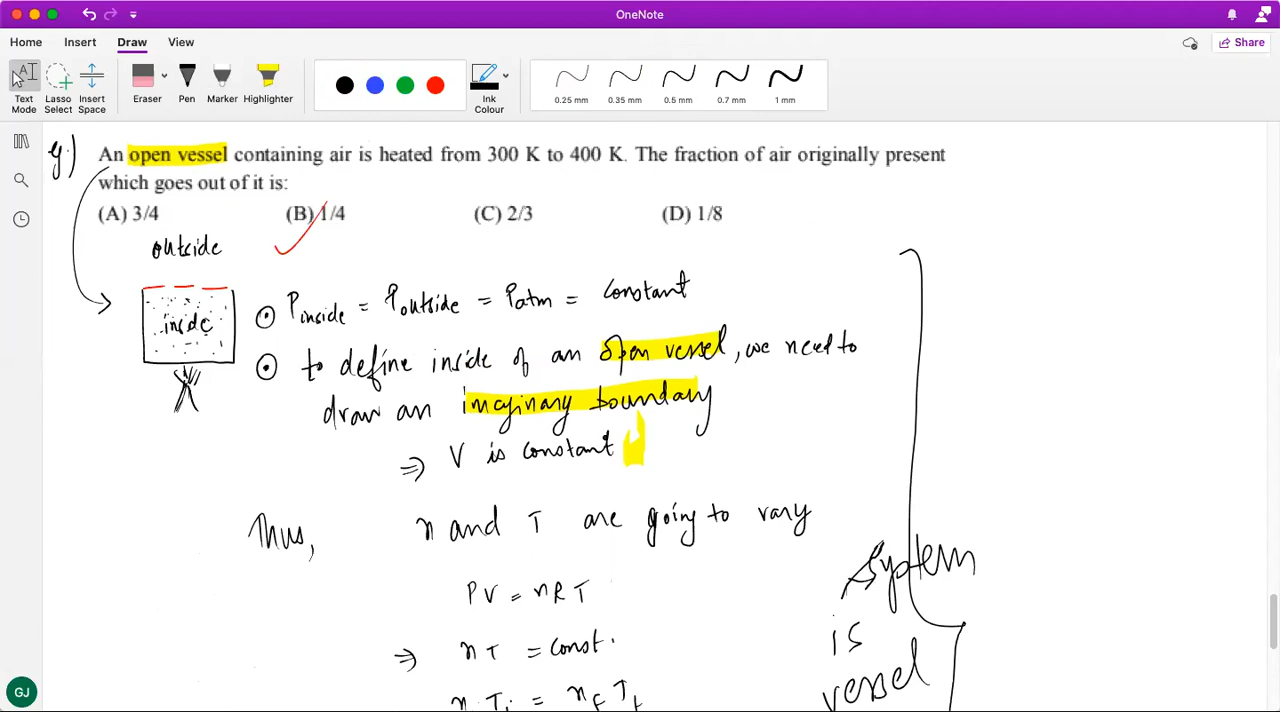 OneNote
Home Insert Draw View
Share
Text Mode
Lasso Select
Insert Space
Eraser
Pen
Marker
Highlighter
Ink Colour
0.25 mm
0.35 mm
0.5 mm
0.7 mm
1 mm
g.) An open vessel containing air is heated from 300 K to 400 K. The fraction of air originally present
which goes out of it is:
(A) 3/4 (B) 1/4 (C) 2/3 (D) 1/8
outside
inside
⊙ Pinside = Poutside = Patm = constant
⊙ to define inside of an open vessel, we need to
draw an imaginary boundary
⇒ V is constant
Thus, n and T are going to vary
PV = nRT
⇒ nT = const.
System
is
vessel
GJ